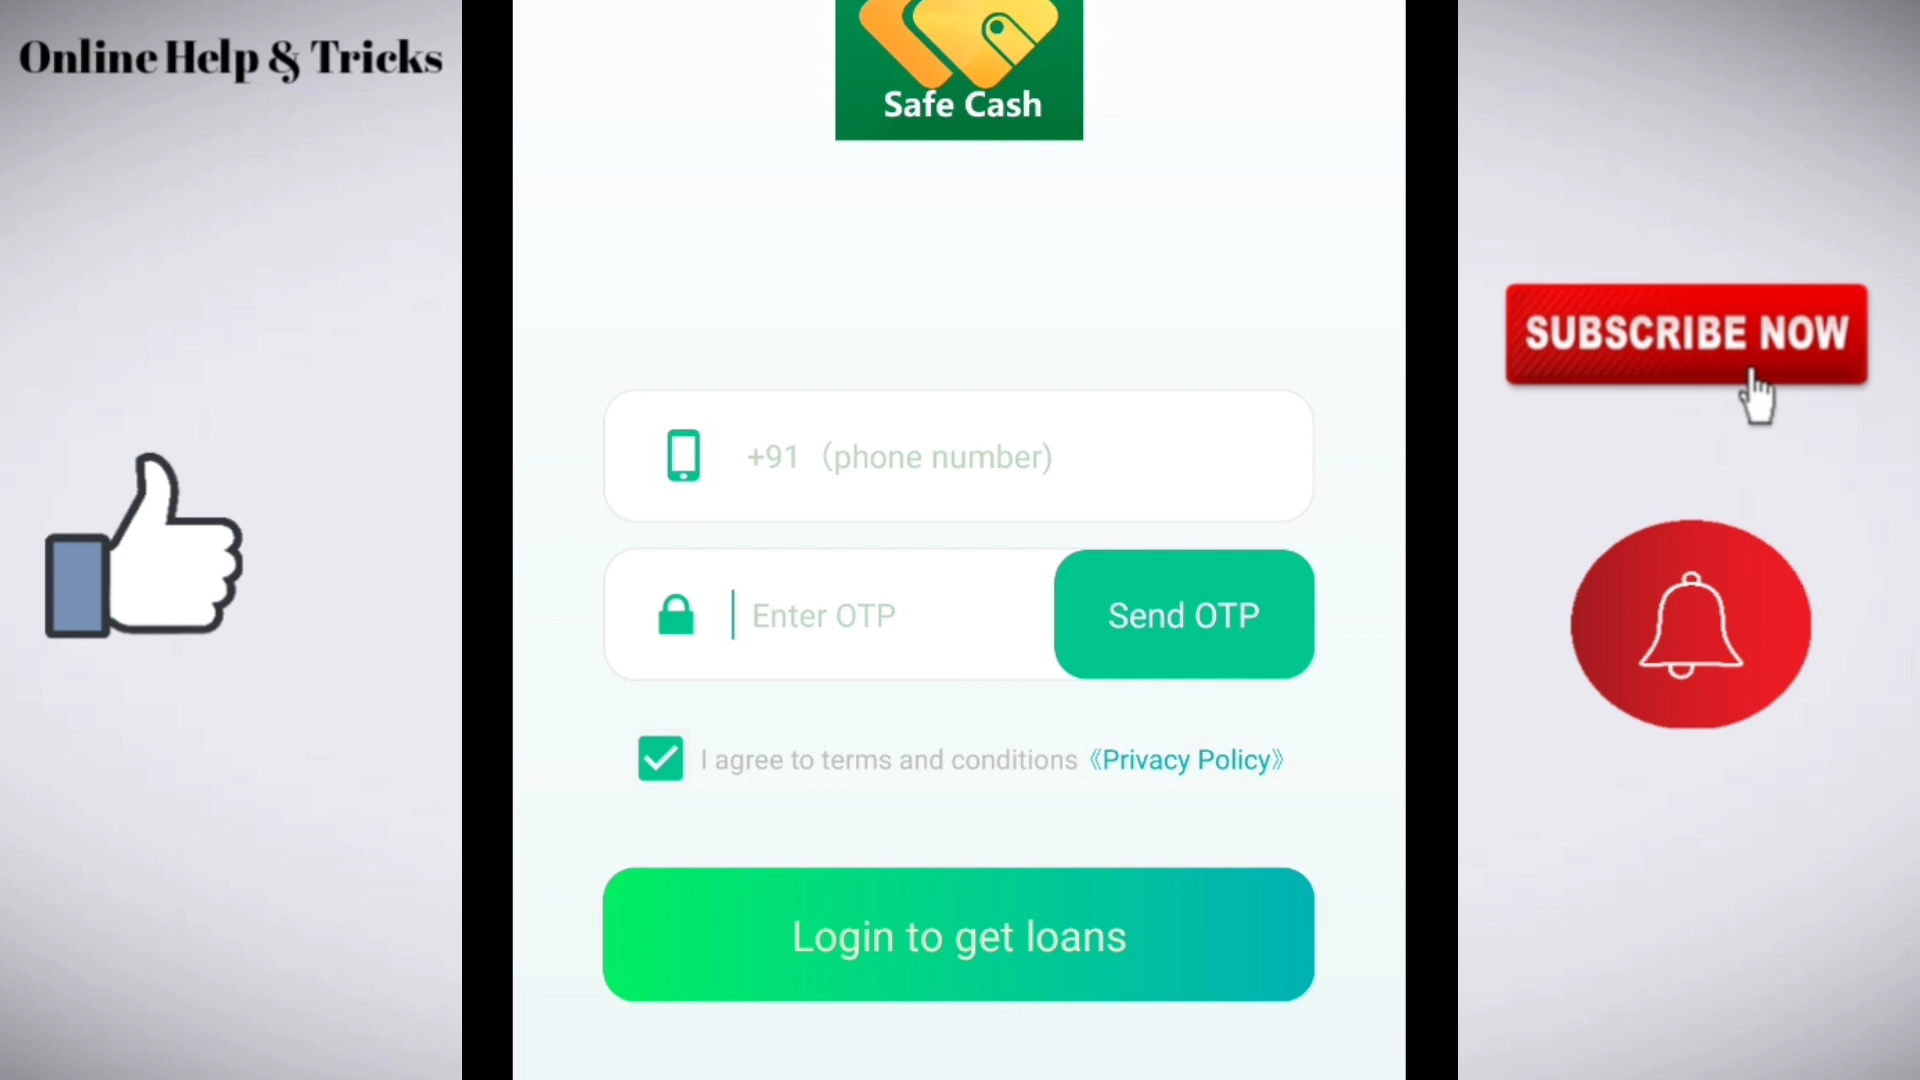 Online Help & Tricks
Safe Cash
SUBSCRIBE NOW
+91 (phone number)
Enter OTP
Send OTP
I agree to terms and conditions 《Privacy Policy》
Login to get loans